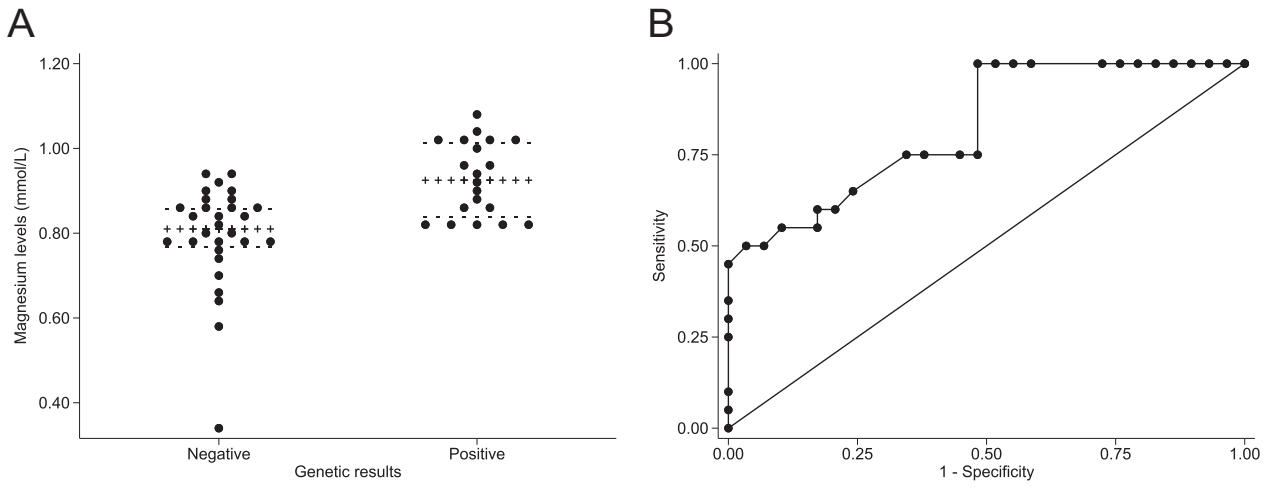 A
Magnesium levels (mmol/L)
1.20
1.00
0.80
0.60
0.40
Negative
Positive
Genetic results
B
Sensitivity
1.00
0.75
0.50
0.25
0.00
0.00
0.25
0.50
0.75
1.00
1 - Specificity